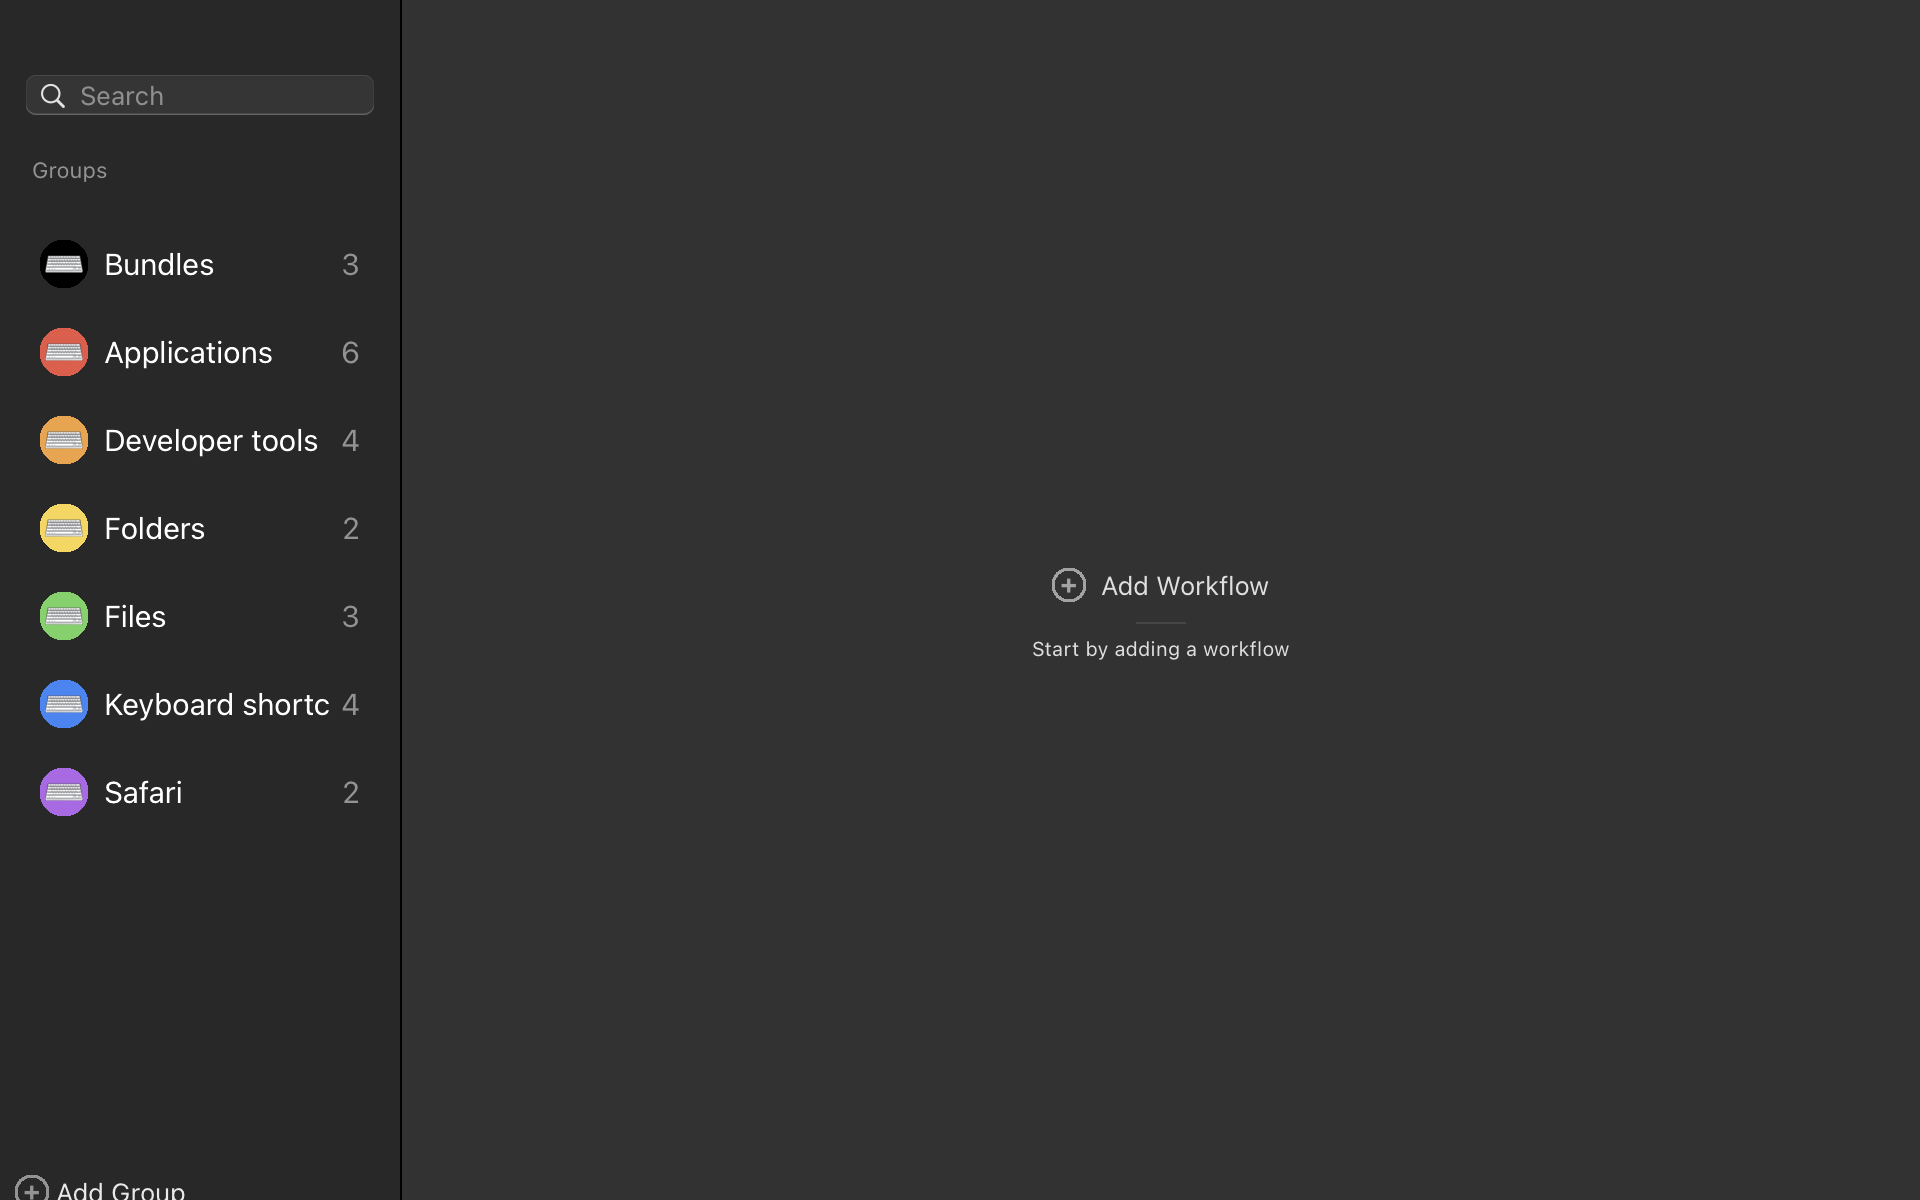 Search
Groups
Bundles 3
Applications 6
Developer tools 4
Folders 2
Files 3
Keyboard shortc 4
Safari 2
Add Group
Add Workflow
Start by adding a workflow